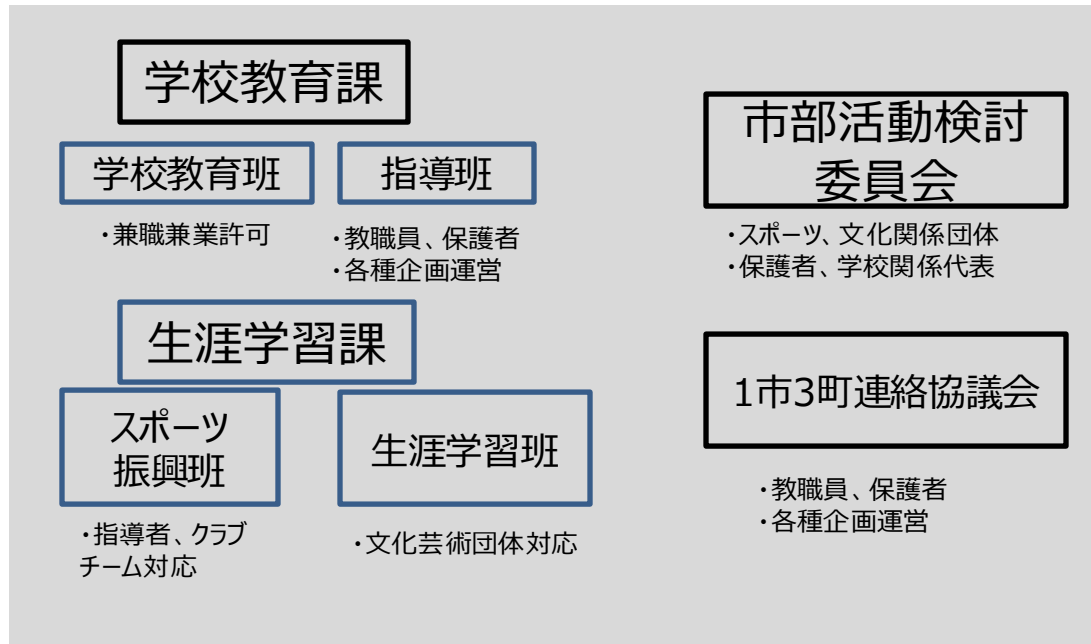 学校教育課
学校教育班
・兼職兼業許可
指導班
・教職員、保護者
・各種企画運営
生涯学習課
スポーツ
振興班
・指導者、クラブ
チーム対応
生涯学習班
・文化芸術団体対応
市部活動検討
委員会
・スポーツ、文化関係団体
・保護者、学校関係代表
1市3町連絡協議会
・教職員、保護者
・各種企画運営